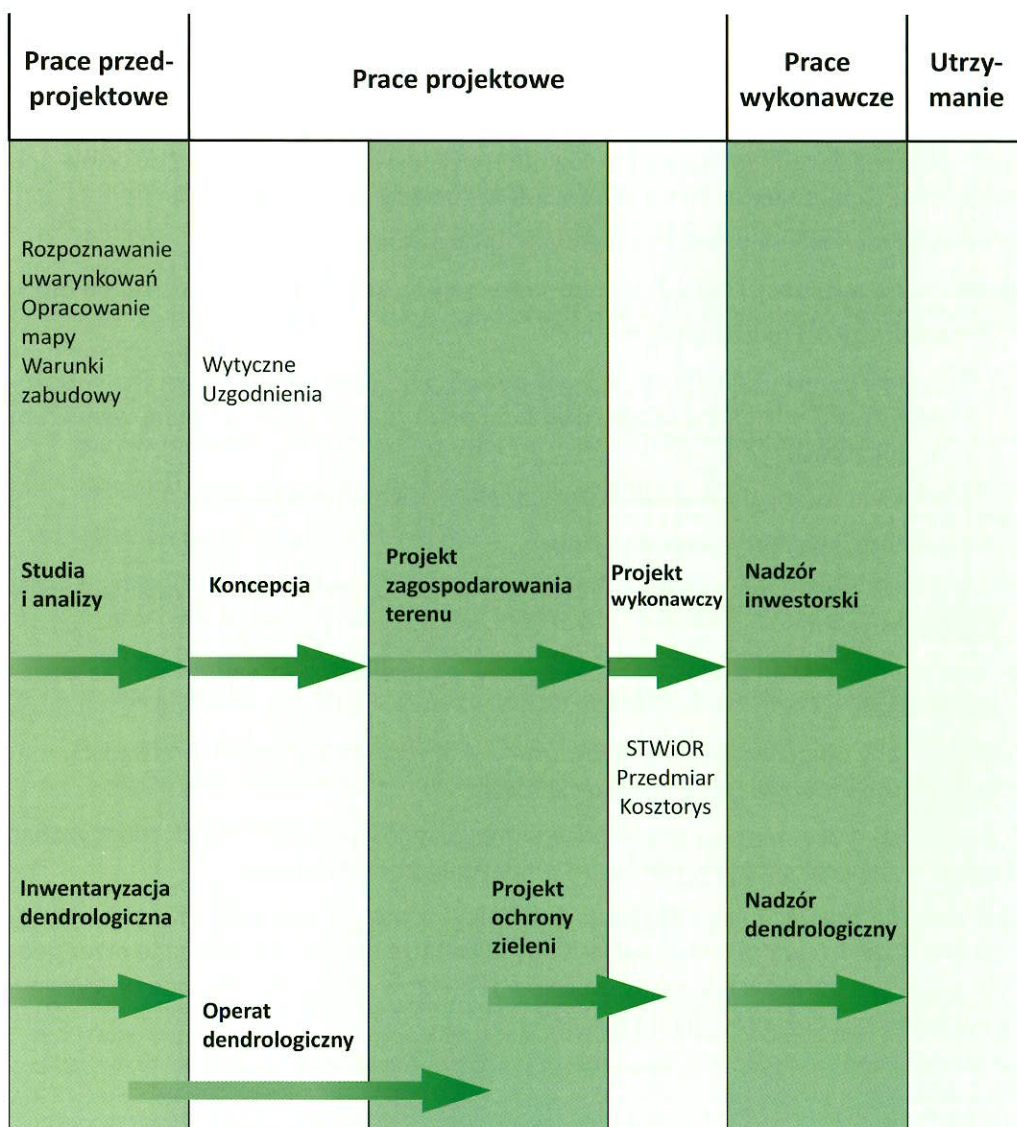 Prace przed-
projektowe
Prace projektowe
Prace
wykonawcze
Utrzy-
manie
Rozpoznawanie
uwarynkowań
Opracowanie
mapy
Warunki
zabudowy
Wytyczne
Uzgodnienia
Studia
i analizy
Koncepcja
Projekt
zagospodarowania
terenu
Projekt
wykonawczy
Nadzór
inwestorski
STWiOR
Przedmiar
Kosztorys
Inwentaryzacja
dendrologiczna
Operat
dendrologiczny
Projekt
ochrony
zieleni
Nadzór
dendrologiczny